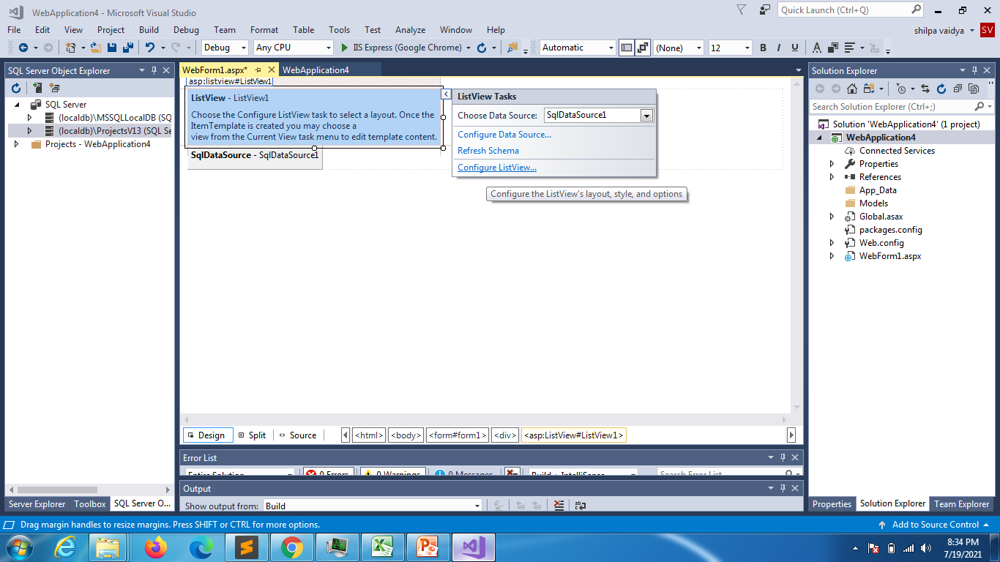 WebApplication4 - Microsoft Visual Studio
Quick Launch (Ctrl+Q)
File Edit View Project Build Debug Team Format Table Tools Test Analyze Window Help
shilpa vaidya SV
Debug Any CPU IIS Express (Google Chrome) Automatic (None) 12 B I U A
SQL Server Object Explorer
SQL Server
(localdb)\MSSQLLocalDB (SQ
(localdb)\ProjectsV13 (SQL Se
Projects - WebApplication4
WebForm1.aspx* WebApplication4
asp:listview#ListView1
ListView - ListView1
Choose the Configure ListView task to select a layout. Once the
ItemTemplate is created you may choose a
view from the Current View task menu to edit template content.
SqlDataSource - SqlDataSource1
ListView Tasks
Choose Data Source: SqlDataSource1
Configure Data Source...
Refresh Schema
Configure ListView...
Configure the ListView's layout, style, and options
Solution Explorer
Search Solution Explorer (Ctrl+;)
Solution 'WebApplication4' (1 project)
WebApplication4
Connected Services
Properties
References
App_Data
Models
Global.asax
packages.config
Web.config
WebForm1.aspx
Design Split Source <html> <body> <form#form1> <div> <asp:ListView#ListView1>
Error List
Entire Solution 0 Errors 0 Warnings 0 Messages Build + IntelliSense Search Error List
Output
Show output from: Build
Server Explorer Toolbox SQL Server O...
Properties Solution Explorer Team Explorer
Drag margin handles to resize margins. Press SHIFT or CTRL for more options.
Add to Source Control
8:34 PM
7/19/2021